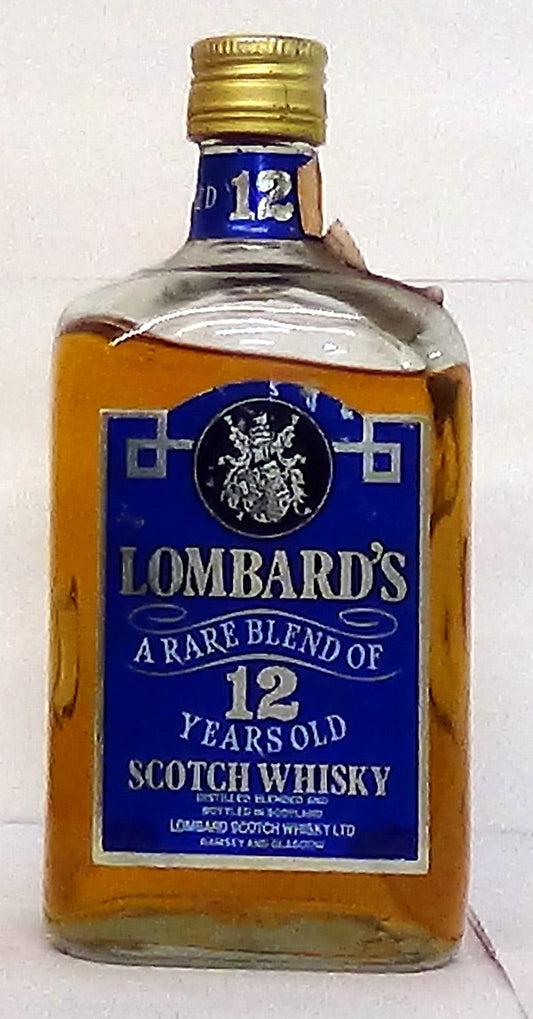 12
LOMBARD'S
A RARE BLEND OF
12
YEARS OLD
SCOTCH WHISKY
DISTILLED BLENDED AND
BOTTLED IN SCOTLAND
LOMBARD SCOTCH WHISKY LTD
RAMSEY AND GLASGOW